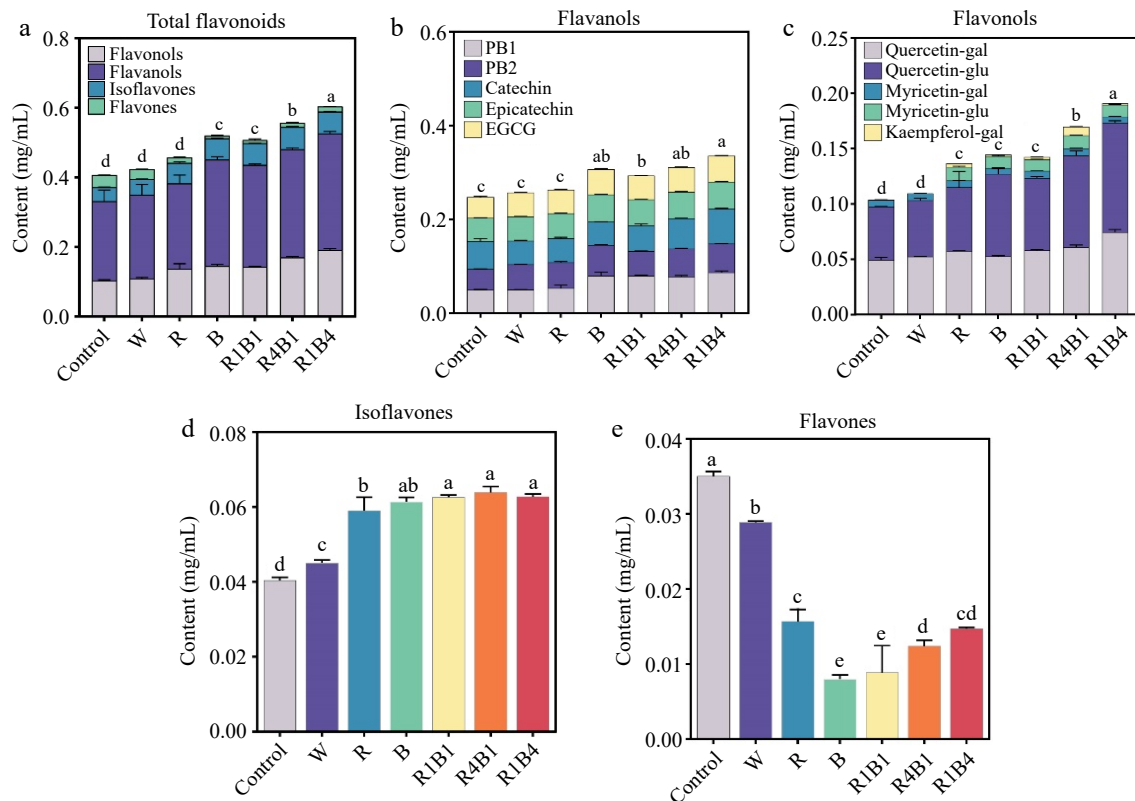 a
Total flavonoids
0.8
0.6
0.4
0.2
0.0
Content (mg/mL)
Flavonols
Flavanols
Isoflavones
Flavones
d
d
d
c
c
b
a
Control
W
R
B
R1B1
R4B1
R1B4
b
Flavanols
0.6
0.4
0.2
0.0
Content (mg/mL)
PB1
PB2
Catechin
Epicatechin
EGCG
c
c
c
ab
b
ab
a
Control
W
R
B
R1B1
R4B1
R1B4
c
Flavonols
0.25
0.20
0.15
0.10
0.05
0.00
Content (mg/mL)
Quercetin-gal
Quercetin-glu
Myricetin-gal
Myricetin-glu
Kaempferol-gal
d
d
c
c
c
b
a
Control
W
R
B
R1B1
R4B1
R1B4
d
Isoflavones
0.08
0.06
0.04
0.02
0.00
Content (mg/mL)
d
c
b
ab
a
a
a
Control
W
R
B
R1B1
R4B1
R1B4
e
Flavones
0.04
0.03
0.02
0.01
0.00
Content (mg/mL)
a
b
c
e
e
d
cd
Control
W
R
B
R1B1
R4B1
R1B4